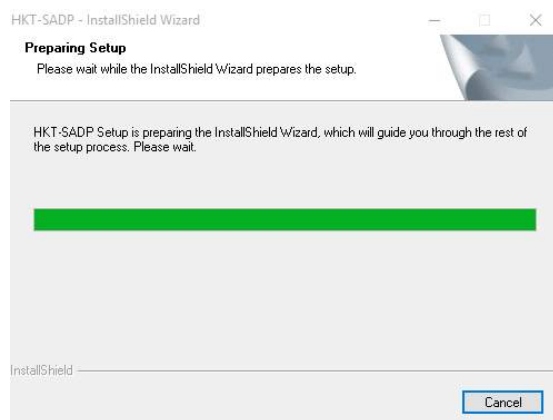 HKT-SADP - InstallShield Wizard
Preparing Setup
Please wait while the InstallShield Wizard prepares the setup.
HKT-SADP Setup is preparing the InstallShield Wizard, which will guide you through the rest of
the setup process. Please wait.
InstallShield
Cancel